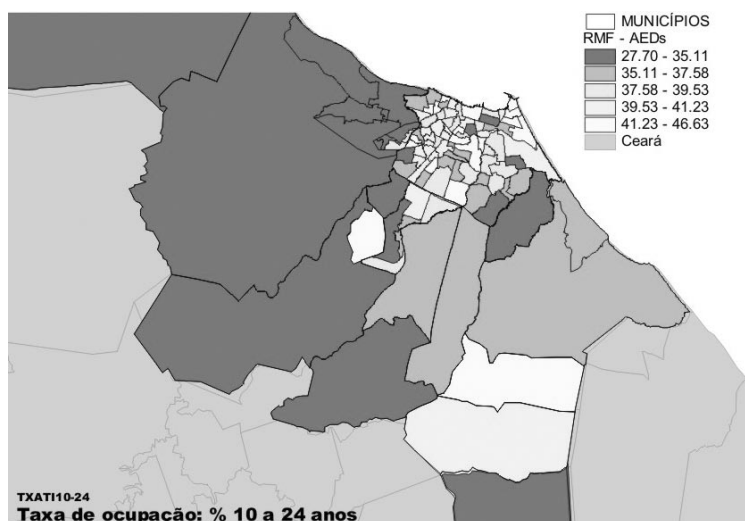 MUNICÍPIOS
RMF - AEDs
27.70 - 35.11
35.11 - 37.58
37.58 - 39.53
39.53 - 41.23
41.23 - 46.63
Ceará
TXATI10-24
Taxa de ocupação: % 10 a 24 anos